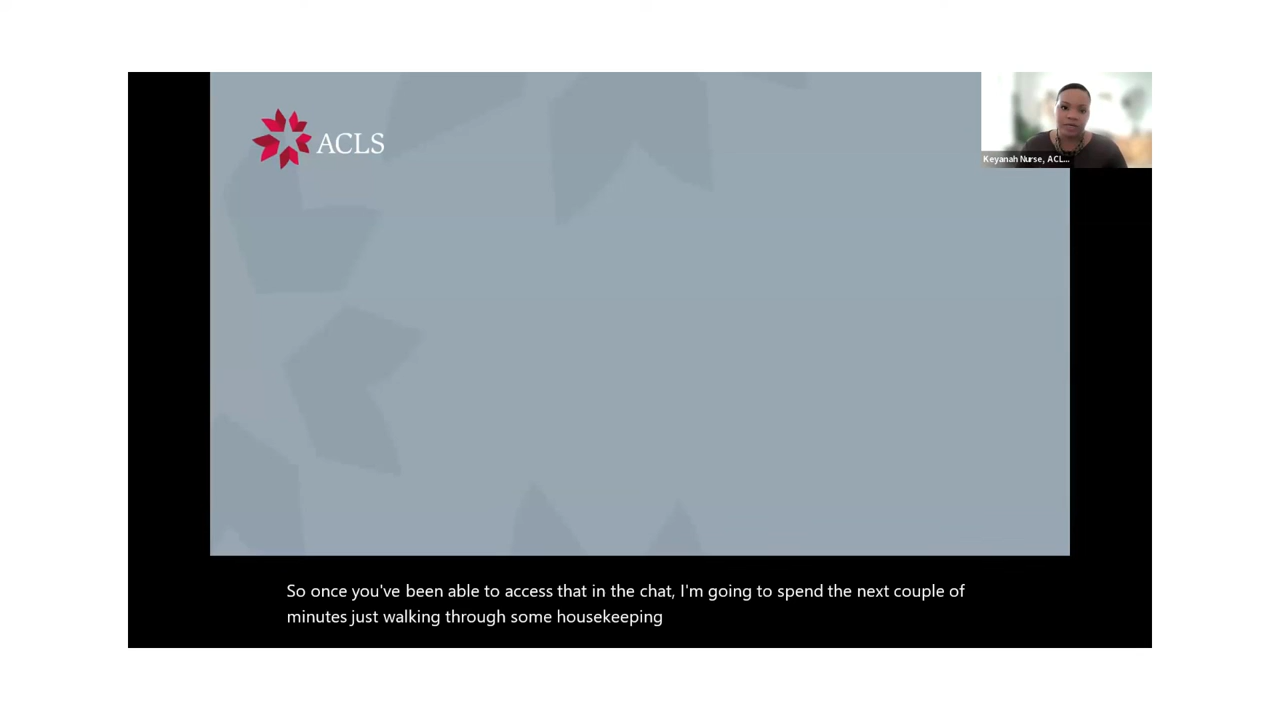 ACLS
Keyanah Nurse, ACL...
So once you've been able to access that in the chat, I'm going to spend the next couple of
minutes just walking through some housekeeping